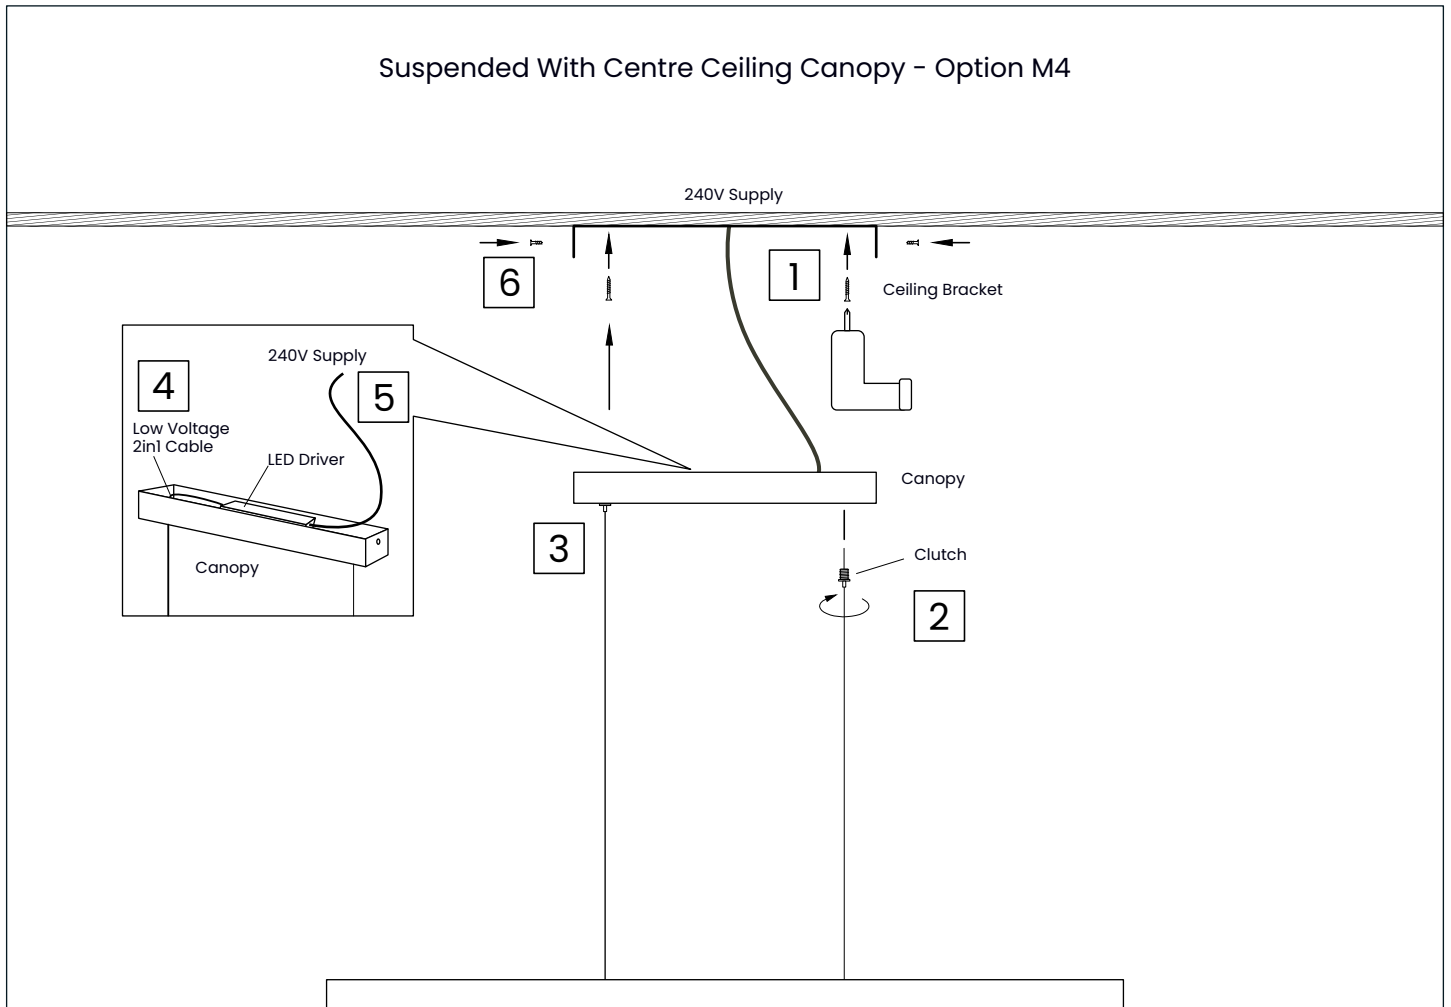 Suspended With Centre Ceiling Canopy - Option M4
240V Supply
6
1
Ceiling Bracket
240V Supply
4
5
Low Voltage
2in1 Cable
LED Driver
Canopy
Canopy
3
Clutch
2